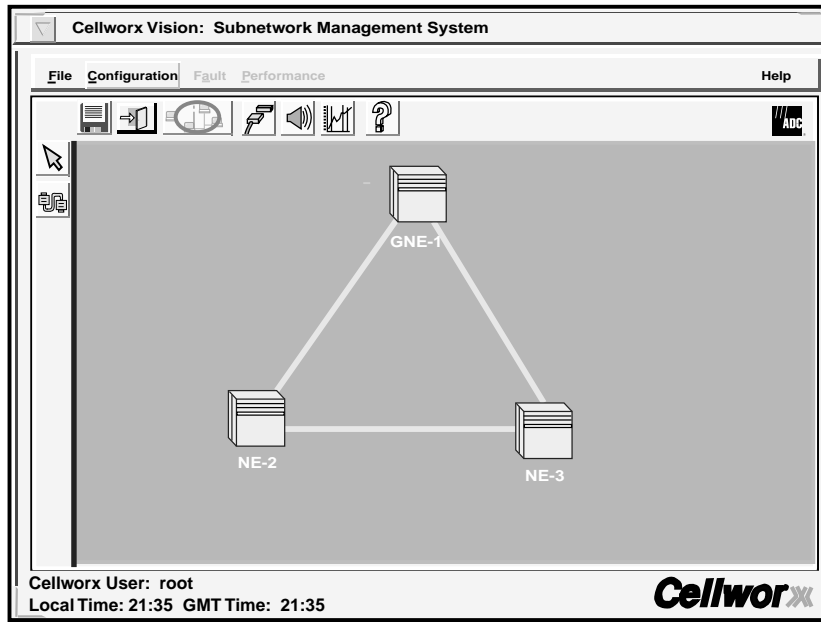 Cellworx Vision: Subnetwork Management System
File Configuration Fault Performance Help
ADC
GNE-1
NE-2
NE-3
Cellworx User: root
Local Time: 21:35 GMT Time: 21:35
Cellworx